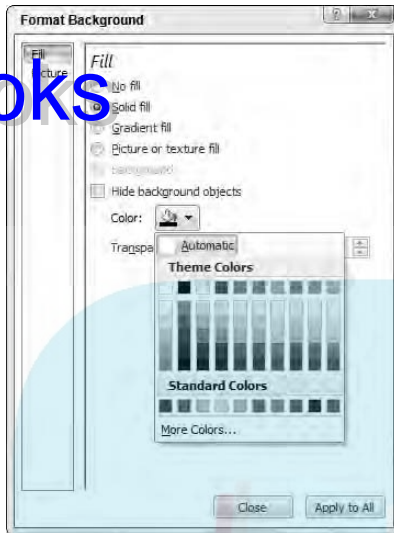 Format Background
Fill
Picture
Fill
No fill
Solid fill
Gradient fill
Picture or texture fill
Hide background objects
Color:
Automatic
Theme Colors
Standard Colors
More Colors...
Close
Apply to All
oks